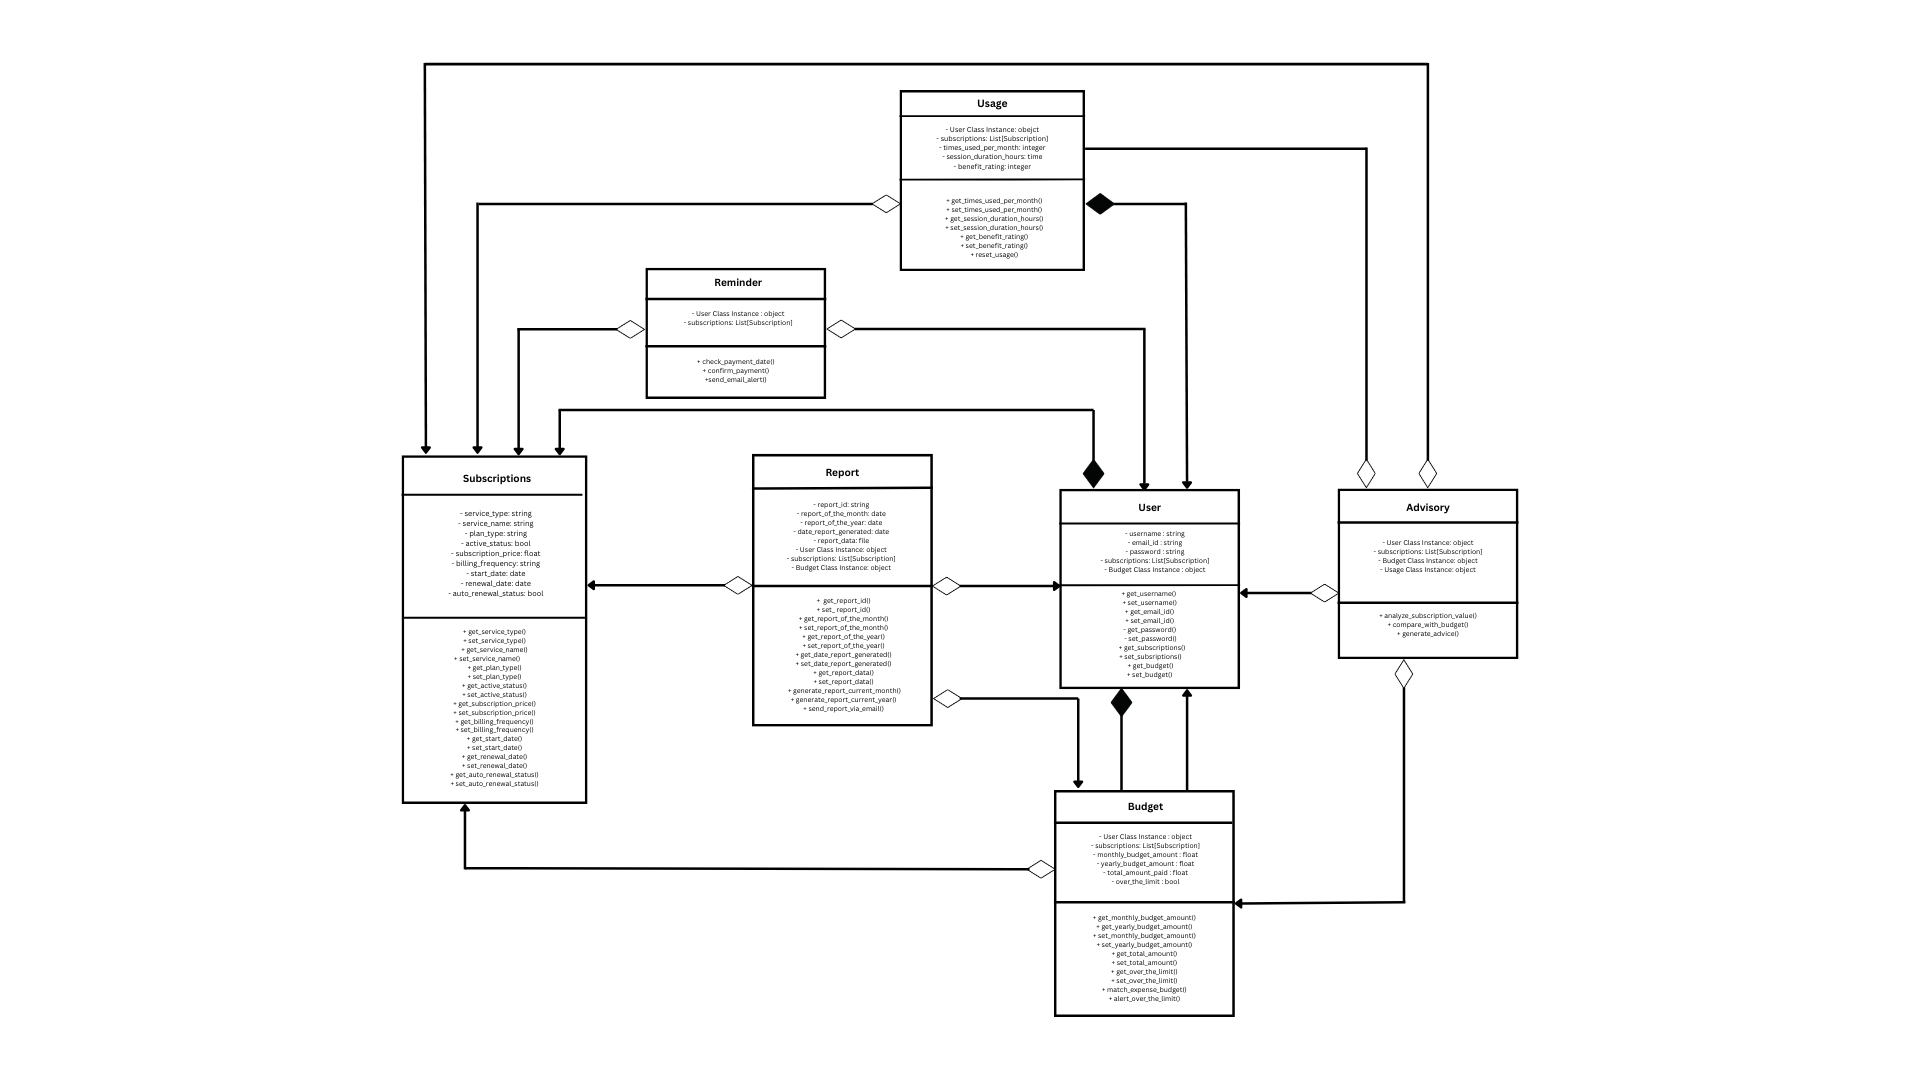 Usage
- User Class Instance: obejct
- subscriptions: List[Subscription]
- times_used_per_month: integer
- session_duration_hours: time
- benefit_rating: integer
+ get_times_used_per_month()
+ set_times_used_per_month()
+ get_session_duration_hours()
+ set_session_duration_hours()
+ get_benefit_rating()
+ set_benefit_rating()
+ reset_usage()
Reminder
- User Class Instance : object
- subscriptions: List[Subscription]
+ check_payment_date()
+ confirm_payment()
+send_email_alert()
Subscriptions
- service_type: string
- service_name: string
- plan_type: string
- active_status: bool
- subscription_price: float
- billing_frequency: string
- start_date: date
- renewal_date: date
- auto_renewal_status: bool
+ get_service_type()
+ set_service_type()
+ get_service_name()
+ set_service_name()
+ get_plan_type()
+ set_plan_type()
+ get_active_status()
+ set_active_status()
+ get_subscription_price()
+ set_subscription_price()
+ get_billing_frequency()
+ set_billing_frequency()
+ get_start_date()
+ set_start_date()
+ get_renewal_date()
+ set_renewal_date()
+ get_auto_renewal_status()
+ set_auto_renewal_status()
Report
- report_id: string
- report_of_the_month: date
- report_of_the_year: date
- date_report_generated: date
- report_data: file
- User Class Instance: object
- subscriptions: List[Subscription]
- Budget Class Instance: object
+ get_report_id()
+ set_ report_id()
+ get_report_of_the_month()
+ set_report_of_the_month()
+ get_report_of_the_year()
+ set_report_of_the_year()
+ get_date_report_generated()
+ set_date_report_generated()
+ get_report_data()
+ set_report_data()
+ generate_report_current_month()
+ generate_report_current_year()
+ send_report_via_email()
User
- username : string
- email_id : string
- password : string
- subscriptions: List[Subscription]
- Budget Class Instance : object
+ get_username()
+ set_username()
+ get_email_id()
+ set_email_id()
- get_password()
- set_password()
+ get_subscriptions()
+ set_subsriptions()
+ get_budget()
+ set_budget()
Advisory
- User Class Instance: object
- subscriptions: List[Subscription]
- Budget Class Instance: object
- Usage Class Instance: object
+ analyze_subscription_value()
+ compare_with_budget()
+ generate_advice()
Budget
- User Class Instance : object
- subscriptions: List[Subscription]
- monthly_budget_amount : float
- yearly_budget_amount : float
- total_amount_paid : float
- over_the_limit : bool
+ get_monthly_budget_amount()
+ get_yearly_budget_amount()
+ set_monthly_budget_amount()
+ set_yearly_budget_amount()
+ get_total_amount()
+ set_total_amount()
+ get_over_the_limit()
+ set_over_the_limit()
+ match_expense_budget()
+ alert_over_the_limit()